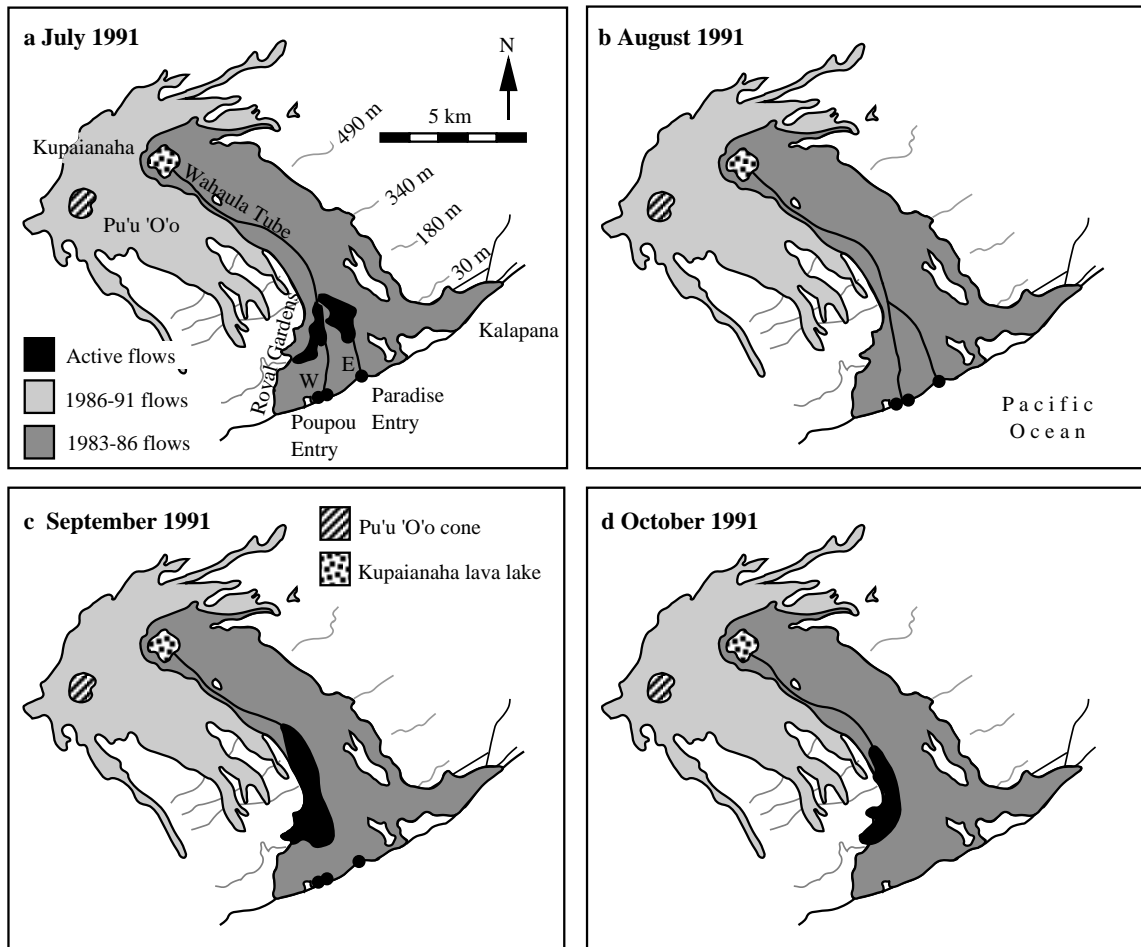 a July 1991
N
5 km
490 m
Kupaianaha
Wahaula Tube
340 m
Pu'u 'O'o
180 m
30 m
Royal Gardens
Kalapana
Active flows
E
W
1986-91 flows
Paradise
Entry
Poupou
Entry
1983-86 flows
b August 1991
Pacific
Ocean
c September 1991
Pu'u 'O'o cone
Kupaianaha lava lake
d October 1991